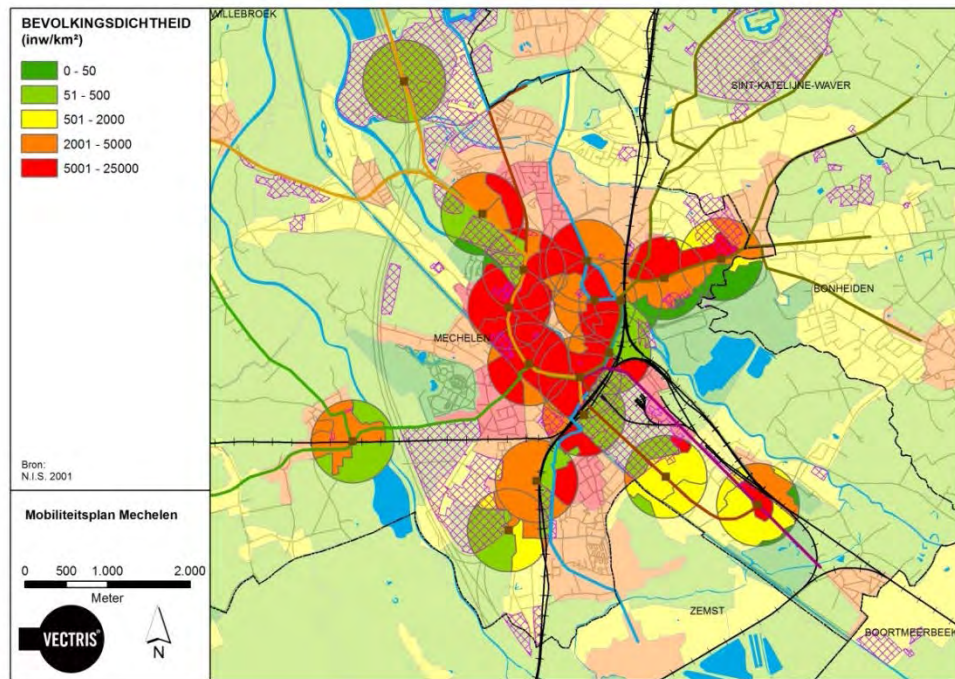 BEVOLKINGSDICHTHEID
(inw/km²)
0 - 50
51 - 500
501 - 2000
2001 - 5000
5001 - 25000
Bron:
N.I.S. 2001
Mobiliteitsplan Mechelen
0 500 1.000 2.000
Meter
VECTRIS®
N
WILLEBROEK
SINT-KATELIJNE-WAVER
BONHEIDEN
MECHELEN
ZEMST
BOORTMEERBEEK